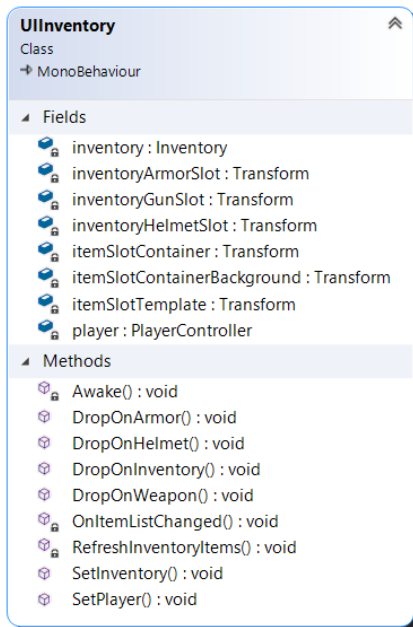 UIInventory
Class
MonoBehaviour
Fields
inventory : Inventory
inventoryArmorSlot : Transform
inventoryGunSlot : Transform
inventoryHelmetSlot : Transform
itemSlotContainer : Transform
itemSlotContainerBackground : Transform
itemSlotTemplate : Transform
player : PlayerController
Methods
Awake() : void
DropOnArmor() : void
DropOnHelmet() : void
DropOnInventory() : void
DropOnWeapon() : void
OnItemListChanged() : void
RefreshInventoryItems() : void
SetInventory() : void
SetPlayer() : void